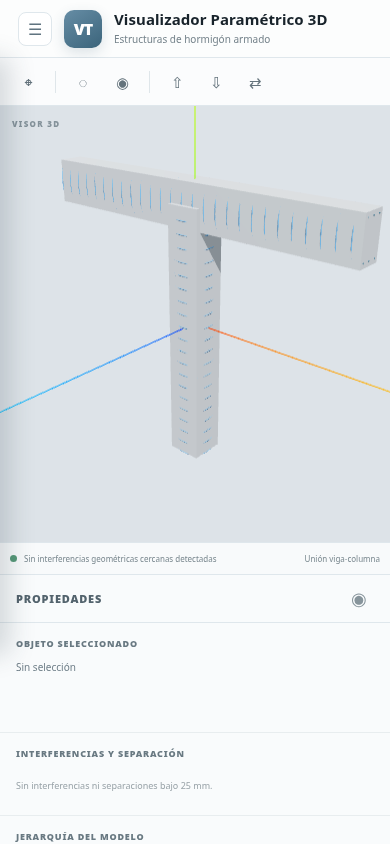 VT
Visualizador Paramétrico 3D
Estructuras de hormigón armado
VISOR 3D
Sin interferencias geométricas cercanas detectadas
Unión viga-columna
PROPIEDADES
OBJETO SELECCIONADO
Sin selección
INTERFERENCIAS Y SEPARACIÓN
Sin interferencias ni separaciones bajo 25 mm.
JERARQUÍA DEL MODELO